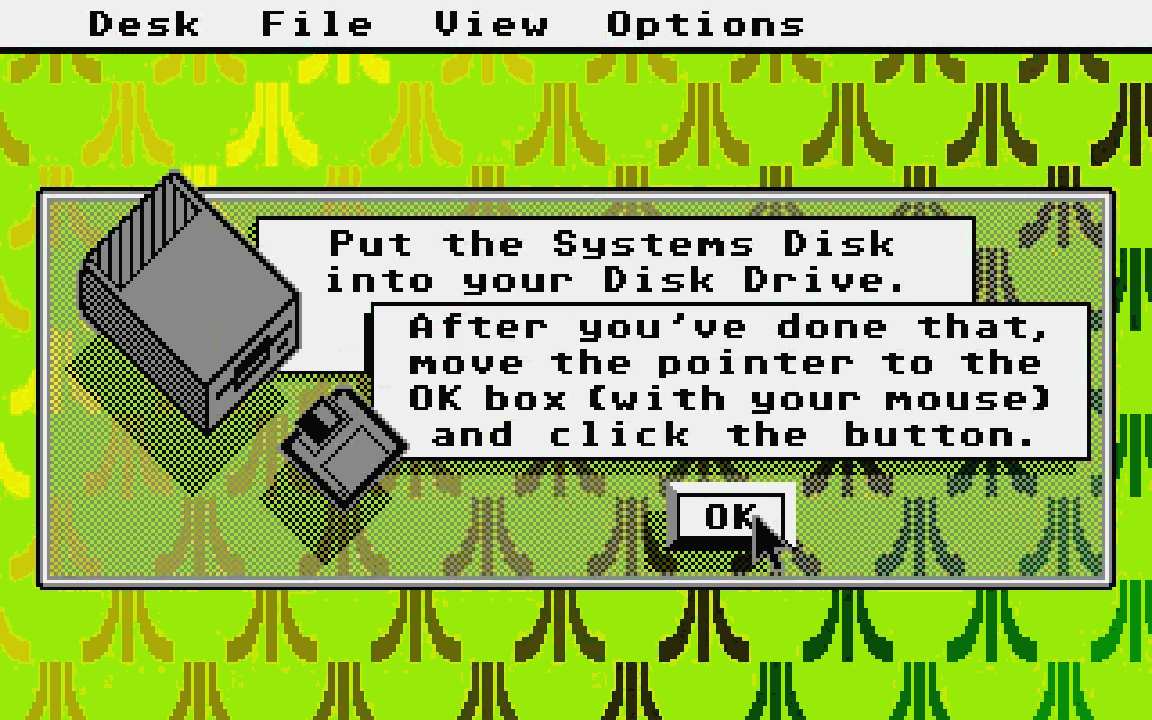 Desk File View Options
Put the Systems Disk
into your Disk Drive.
After you've done that,
move the pointer to the
OK box (with your mouse)
and click the button.
OK